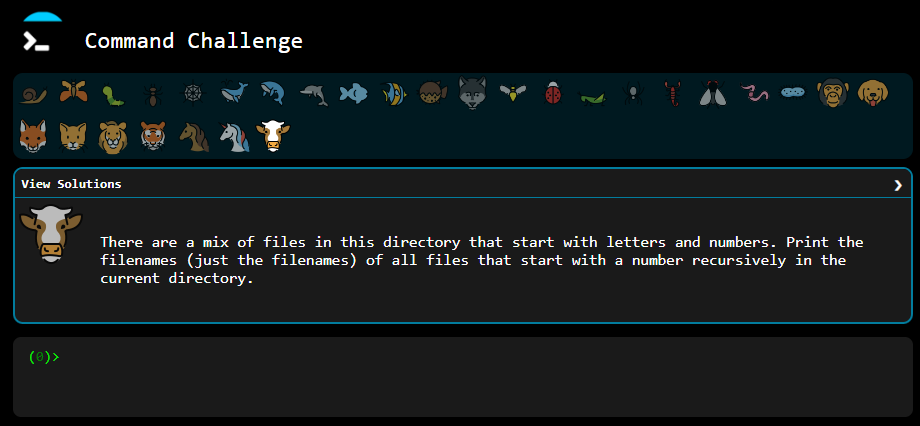 Command Challenge
View Solutions
There are a mix of files in this directory that start with letters and numbers. Print the
filenames (just the filenames) of all files that start with a number recursively in the
current directory.
(0)>